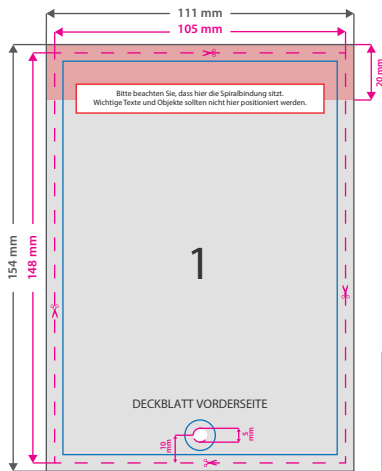 111 mm
105 mm
20 mm
Bitte beachten Sie, dass hier die Spiralbindung sitzt.
Wichtige Texte und Objekte sollten nicht hier positioniert werden.
154 mm
148 mm
1
DECKBLATT VORDERSEITE
10
mm
5
mm